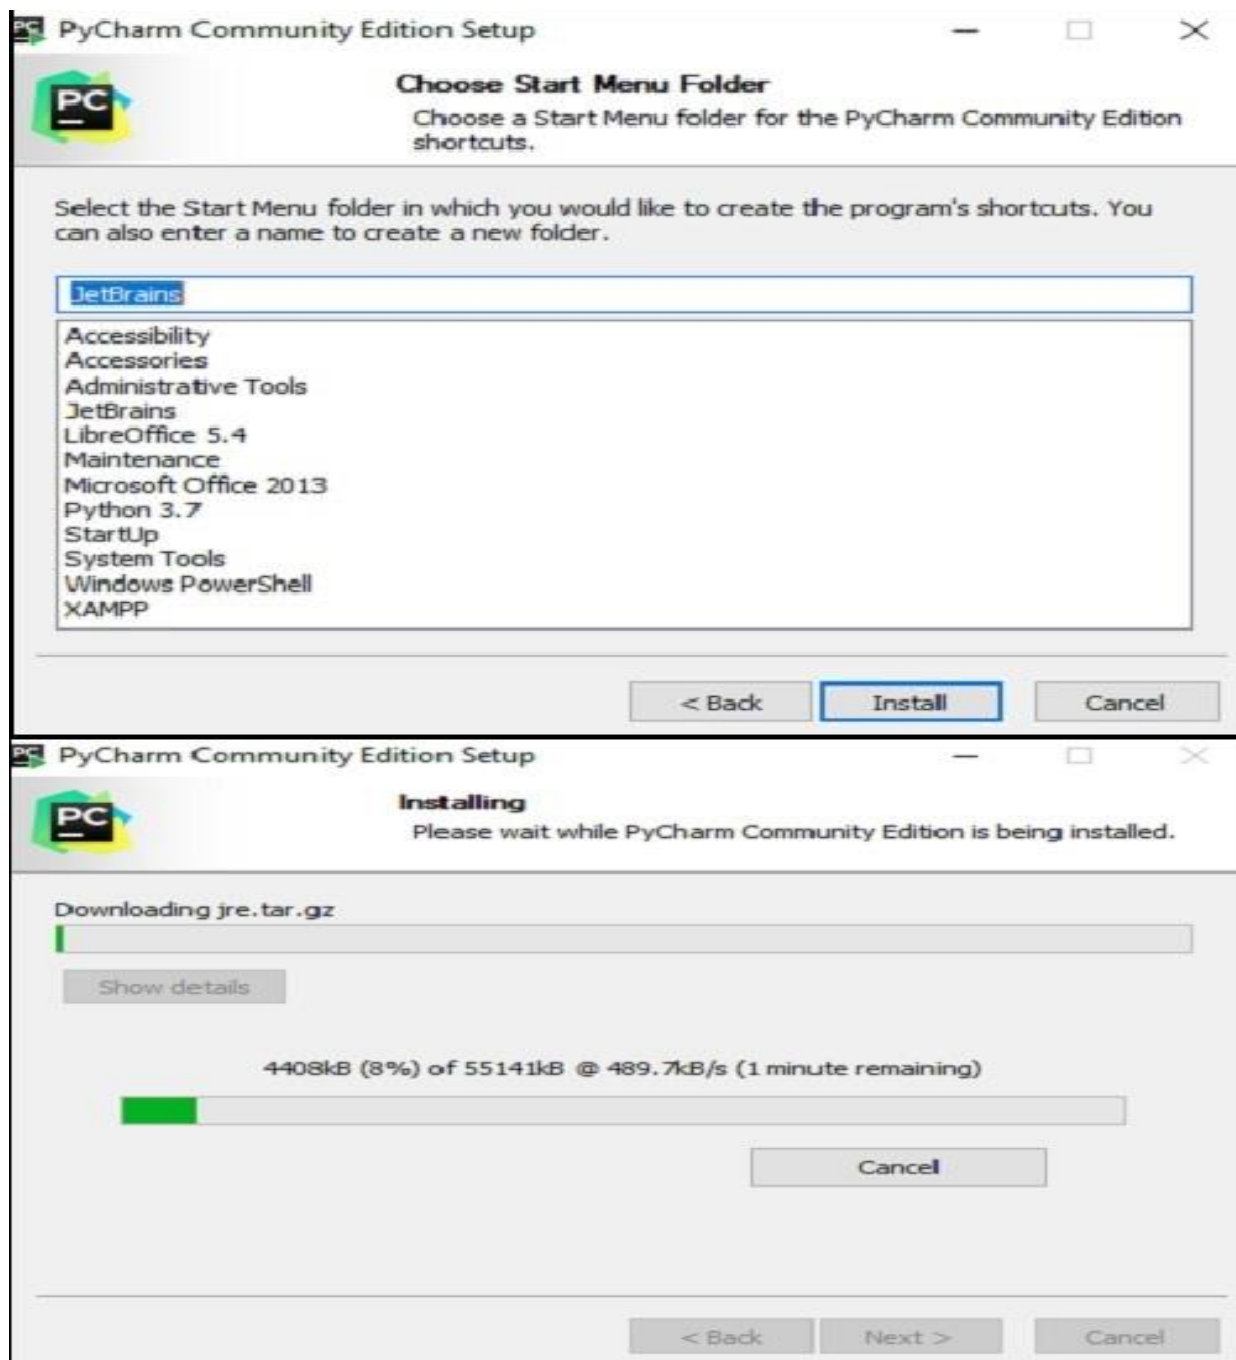 PyCharm Community Edition Setup
PC
Choose Start Menu Folder
Choose a Start Menu folder for the PyCharm Community Edition
shortcuts.
Select the Start Menu folder in which you would like to create the program's shortcuts. You
can also enter a name to create a new folder.
JetBrains
Accessibility
Accessories
Administrative Tools
JetBrains
LibreOffice 5.4
Maintenance
Microsoft Office 2013
Python 3.7
StartUp
System Tools
Windows PowerShell
XAMPP
< Back Install Cancel
PyCharm Community Edition Setup
PC
Installing
Please wait while PyCharm Community Edition is being installed.
Downloading jre.tar.gz
Show details
4408kB (8%) of 55141kB @ 489.7kB/s (1 minute remaining)
Cancel
< Back Next > Cancel